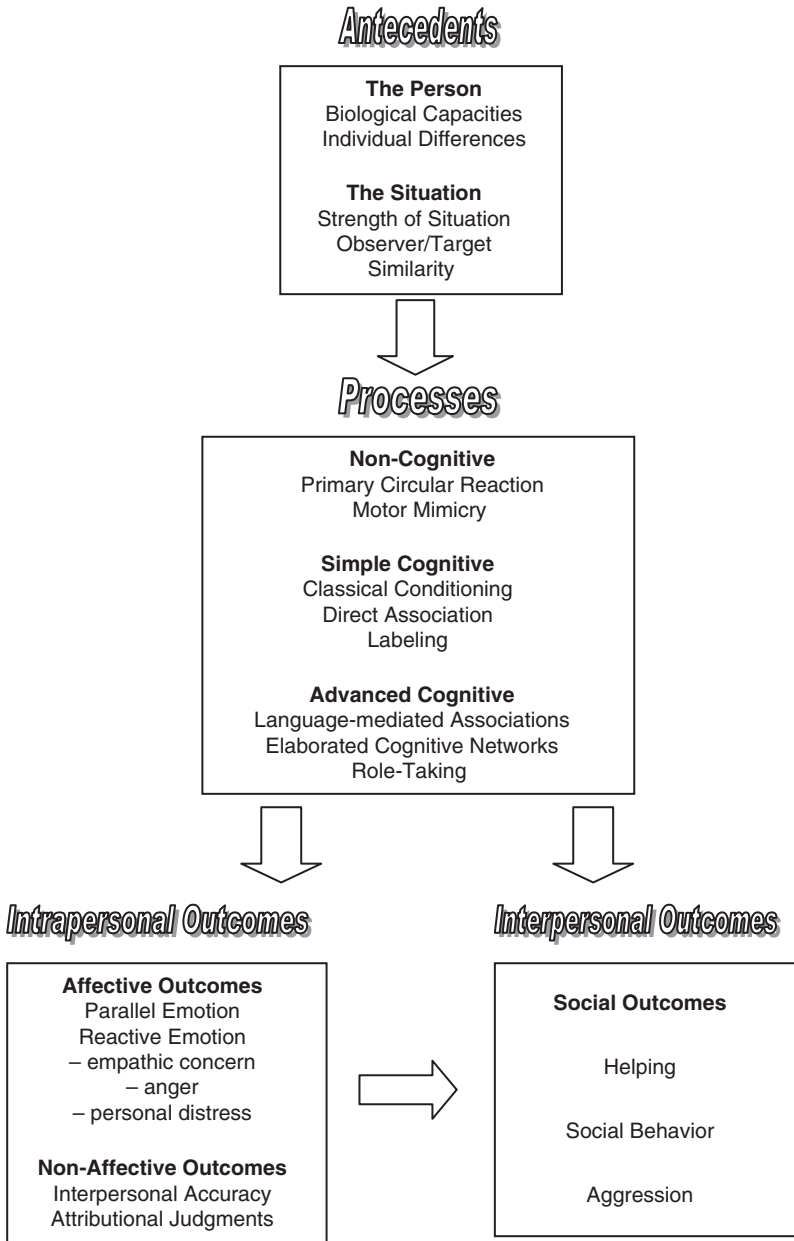 Antecedents
The Person
Biological Capacities
Individual Differences
The Situation
Strength of Situation
Observer/Target
Similarity
Processes
Non-Cognitive
Primary Circular Reaction
Motor Mimicry
Simple Cognitive
Classical Conditioning
Direct Association
Labeling
Advanced Cognitive
Language-mediated Associations
Elaborated Cognitive Networks
Role-Taking
Intrapersonal Outcomes
Affective Outcomes
Parallel Emotion
Reactive Emotion
– empathic concern
– anger
– personal distress
Non-Affective Outcomes
Interpersonal Accuracy
Attributional Judgments
Interpersonal Outcomes
Social Outcomes
Helping
Social Behavior
Aggression